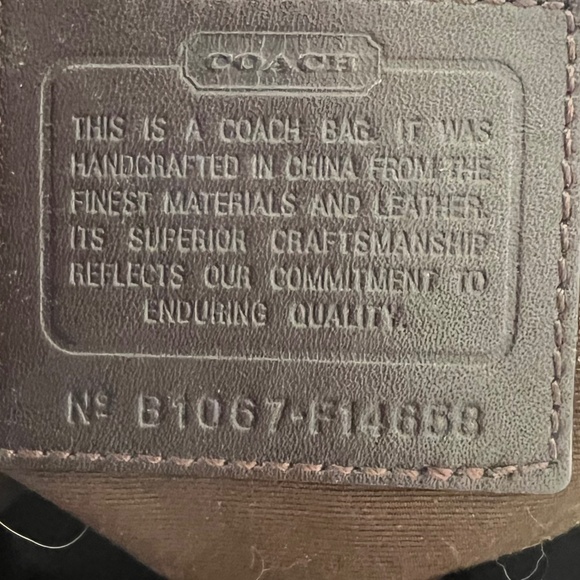 COACH
THIS IS A COACH BAG. IT WAS
HANDCRAFTED IN CHINA FROM THE
FINEST MATERIALS AND LEATHER.
ITS SUPERIOR CRAFTSMANSHIP
REFLECTS OUR COMMITMENT TO
ENDURING QUALITY.
Nº B1067-F14658